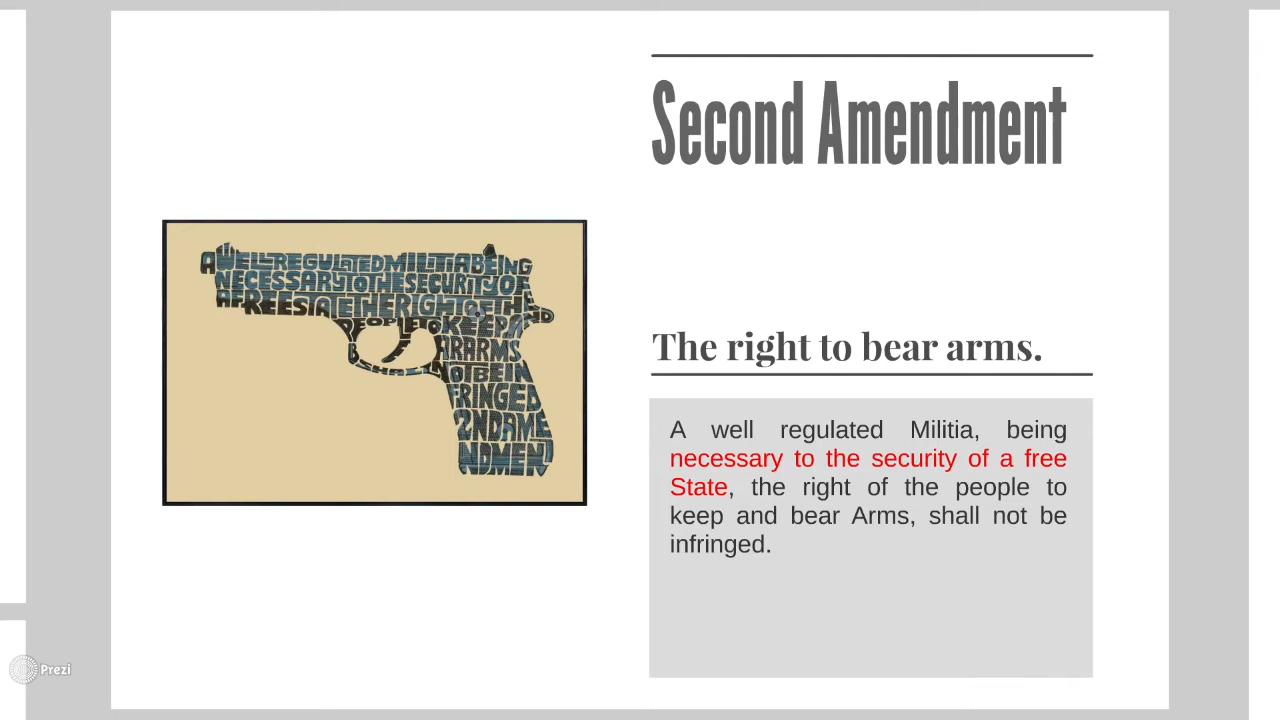 Second Amendment
A WELL REGULATED MILITIA BEING
NECESSARY TO THE SECURITY OF
A FREE STATE THE RIGHT OF THE
PEOPLE TO KEEP AND
B ARARMS
SHALL NOT BE IN
FRINGED
2ND AME
NDMENT
The right to bear arms.
A well regulated Militia, being
necessary to the security of a free
State, the right of the people to
keep and bear Arms, shall not be
infringed.
Prezi